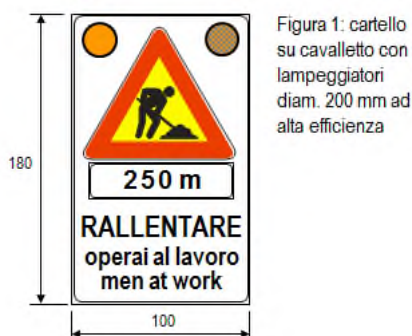 Figura 1: cartello
su cavalletto con
lampeggiatori
diam. 200 mm ad
alta efficienza
180
250 m
RALLENTARE
operai al lavoro
men at work
100